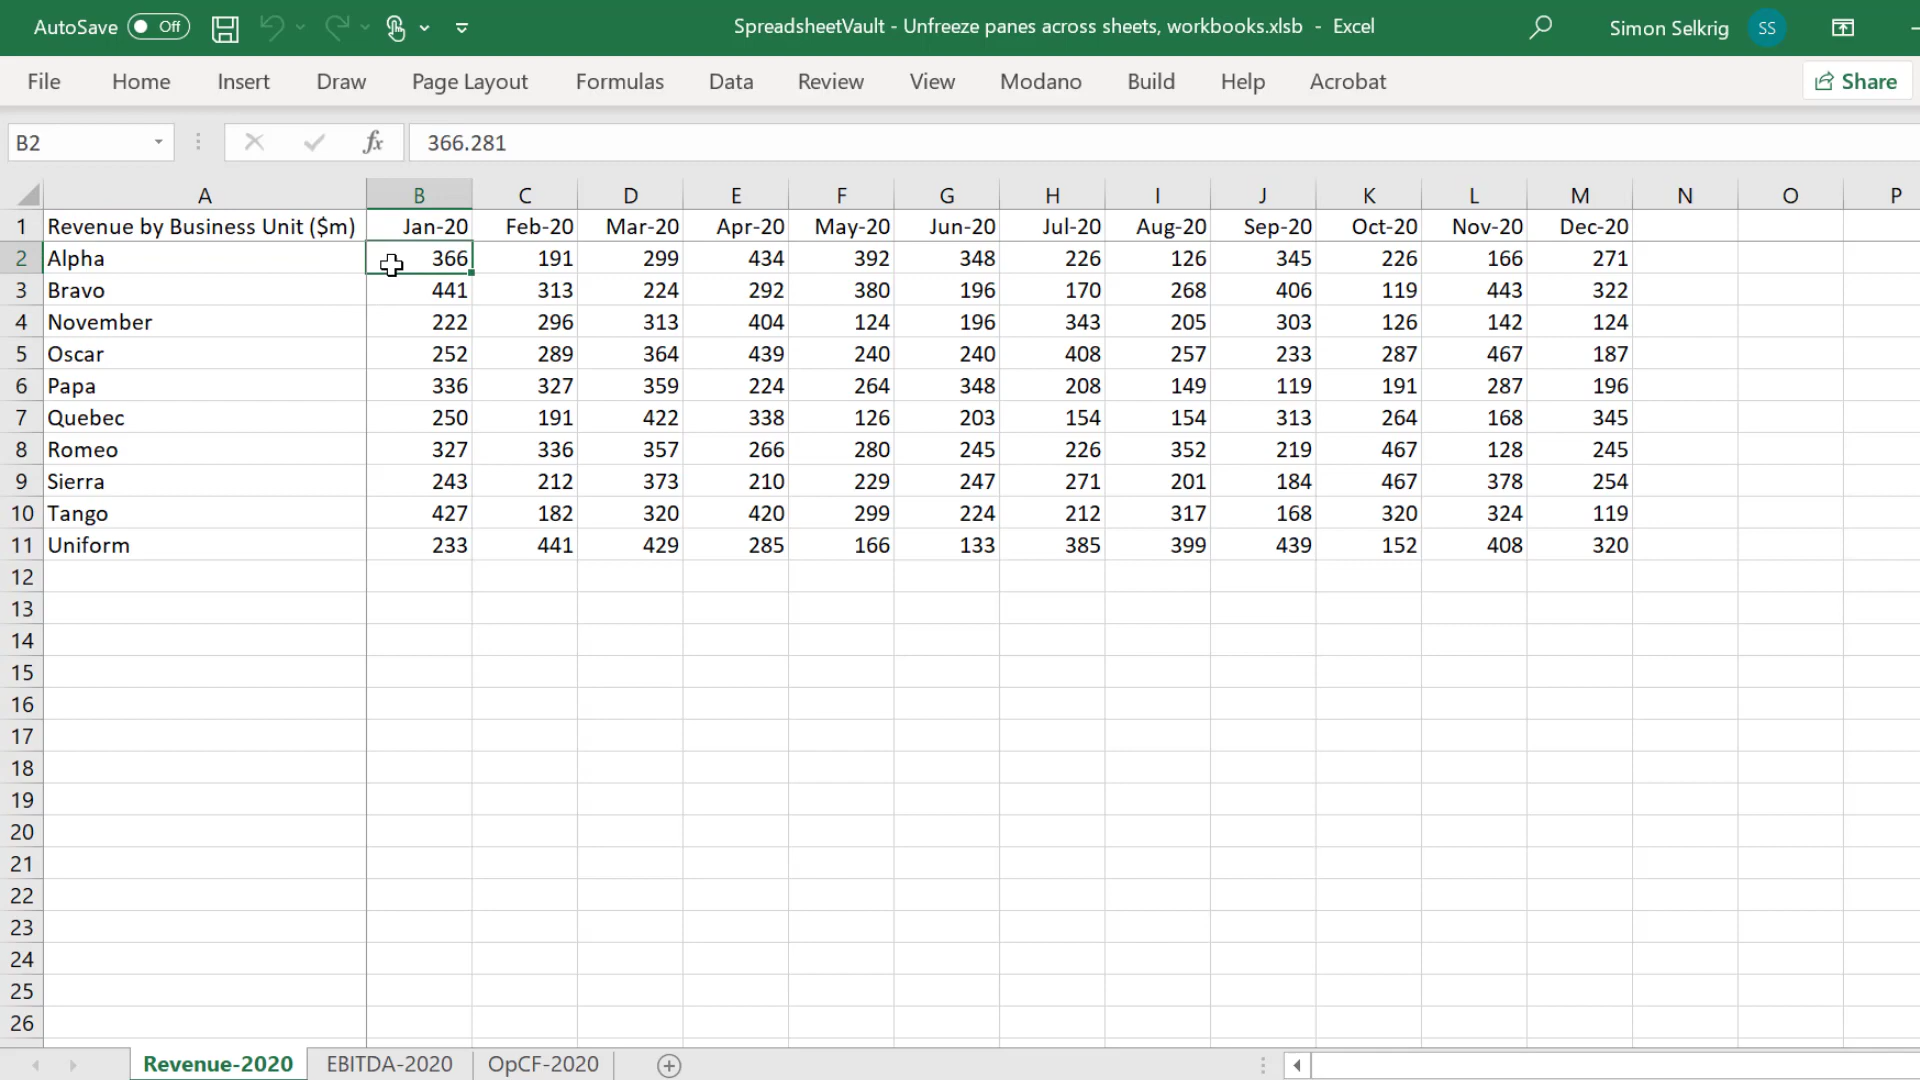 AutoSave Off SpreadsheetVault - Unfreeze panes across sheets, workbooks.xlsb - Excel Simon Selkrig SS
File Home Insert Draw Page Layout Formulas Data Review View Modano Build Help Acrobat Share
B2 fx 366.281
A B C D E F G H I J K L M N O P
1 Revenue by Business Unit ($m) Jan-20 Feb-20 Mar-20 Apr-20 May-20 Jun-20 Jul-20 Aug-20 Sep-20 Oct-20 Nov-20 Dec-20
2 Alpha 366 191 299 434 392 348 226 126 345 226 166 271
3 Bravo 441 313 224 292 380 196 170 268 406 119 443 322
4 November 222 296 313 404 124 196 343 205 303 126 142 124
5 Oscar 252 289 364 439 240 240 408 257 233 287 467 187
6 Papa 336 327 359 224 264 348 208 149 119 191 287 196
7 Quebec 250 191 422 338 126 203 154 154 313 264 168 345
8 Romeo 327 336 357 266 280 245 226 352 219 467 128 245
9 Sierra 243 212 373 210 229 247 271 201 184 467 378 254
10 Tango 427 182 320 420 299 224 212 317 168 320 324 119
11 Uniform 233 441 429 285 166 133 385 399 439 152 408 320
12
13
14
15
16
17
18
19
20
21
22
23
24
25
26
Revenue-2020 EBITDA-2020 OpCF-2020